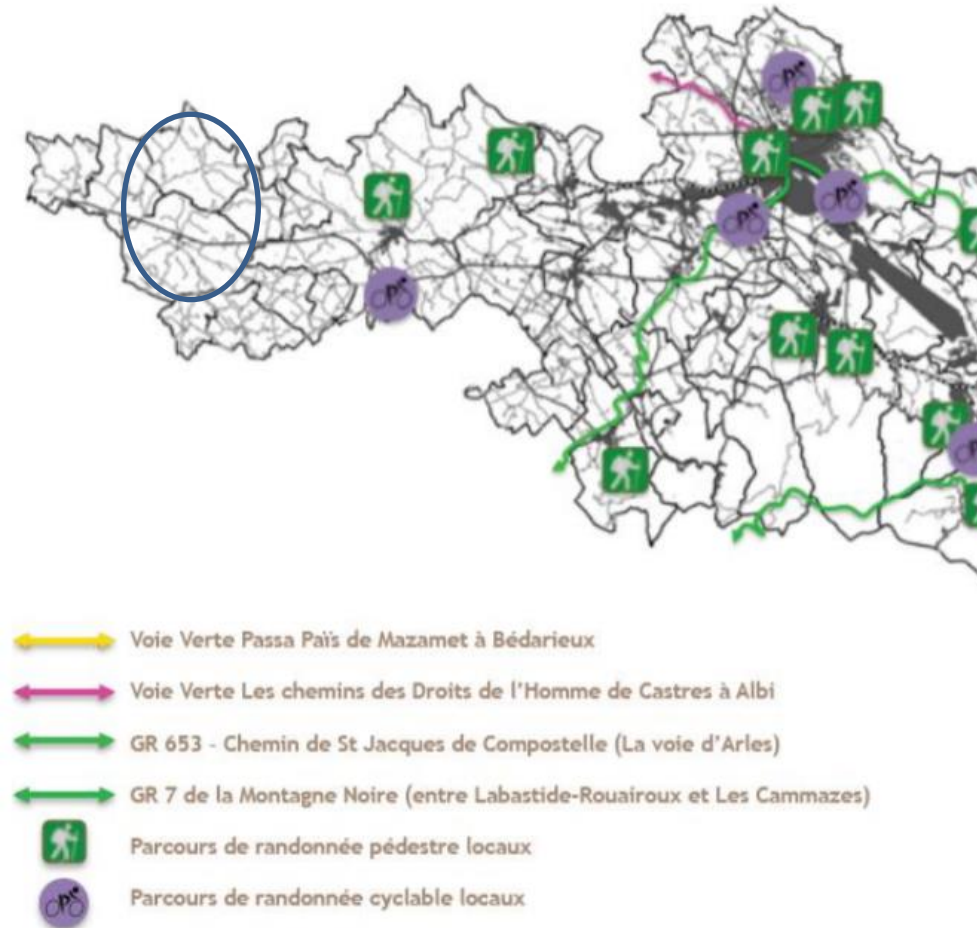 Voie Verte Passa Païs de Mazamet à Bédarieux
Voie Verte Les chemins des Droits de l'Homme de Castres à Albi
GR 653 - Chemin de St Jacques de Compostelle (La voie d'Arles)
GR 7 de la Montagne Noire (entre Labastide-Rouairoux et Les Cammazes)
Parcours de randonnée pédestre locaux
Parcours de randonnée cyclable locaux